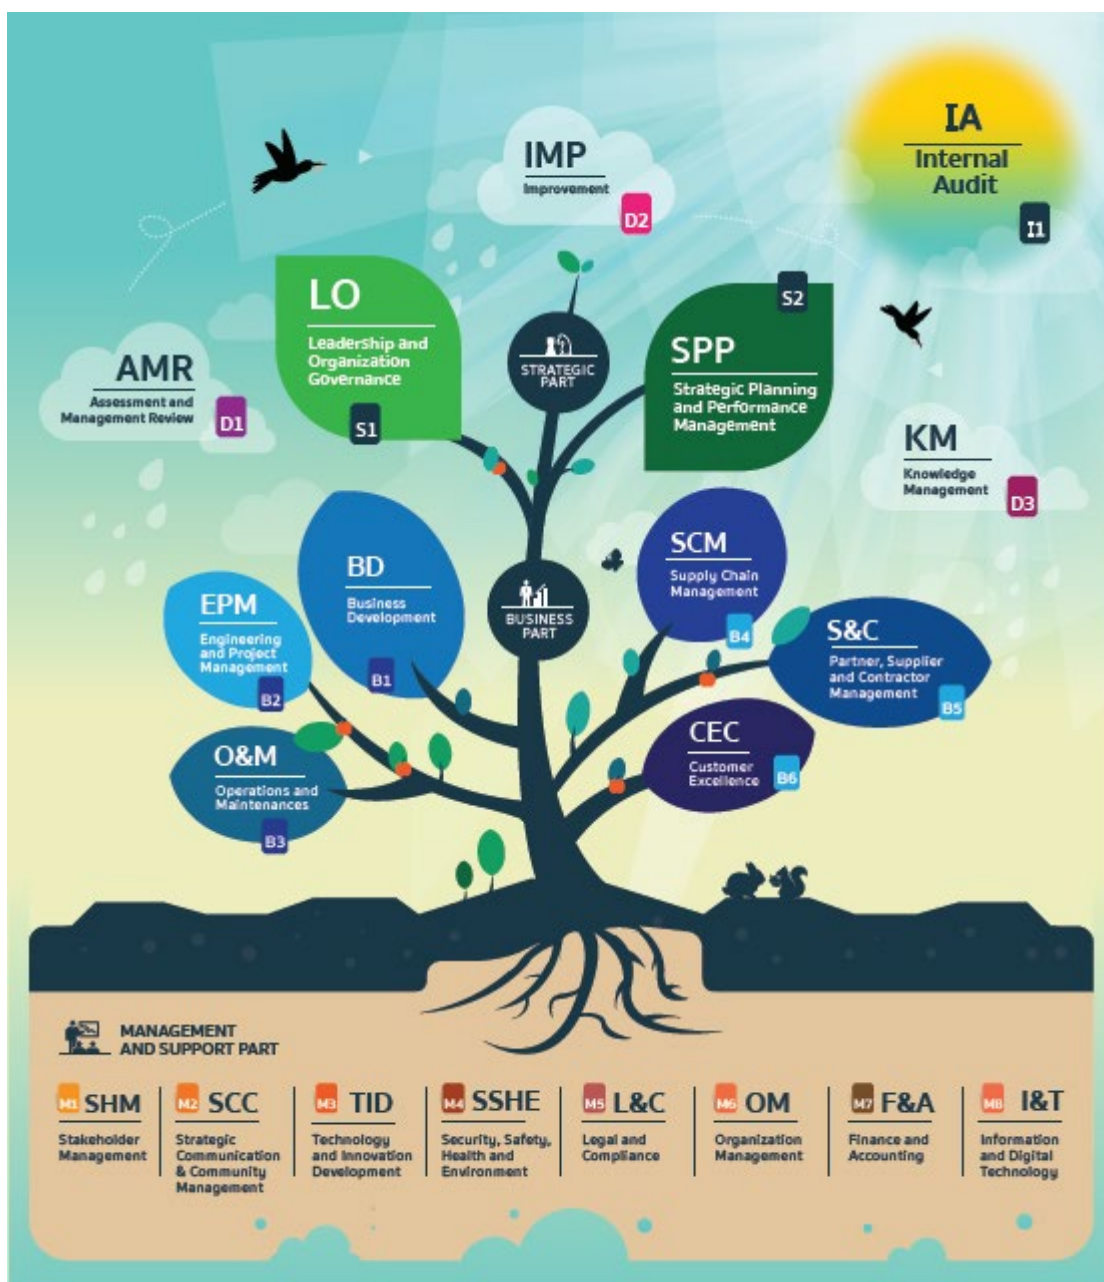 IMP
Improvement
D2
IA
Internal
Audit
I1
LO
Leadership and
Organization
Governance
S1
STRATEGIC
PART
S2
SPP
Strategic Planning
and Performance
Management
AMR
Assessment and
Management Review
D1
KM
Knowledge
Management
D3
BD
Business
Development
B1
BUSINESS
PART
SCM
Supply Chain
Management
B4
EPM
Engineering
and Project
Management
B2
S&C
Partner, Supplier
and Contractor
Management
B5
O&M
Operations and
Maintenances
B3
CEC
Customer
Excellence
B6
MANAGEMENT
AND SUPPORT PART
M1 SHM
Stakeholder
Management
M2 SCC
Strategic
Communication
& Community
Management
M3 TID
Technology
and Innovation
Development
M4 SSHE
Security, Safety,
Health and
Environment
M5 L&C
Legal and
Compliance
M6 OM
Organization
Management
M7 F&A
Finance and
Accounting
M8 I&T
Information
and Digital
Technology